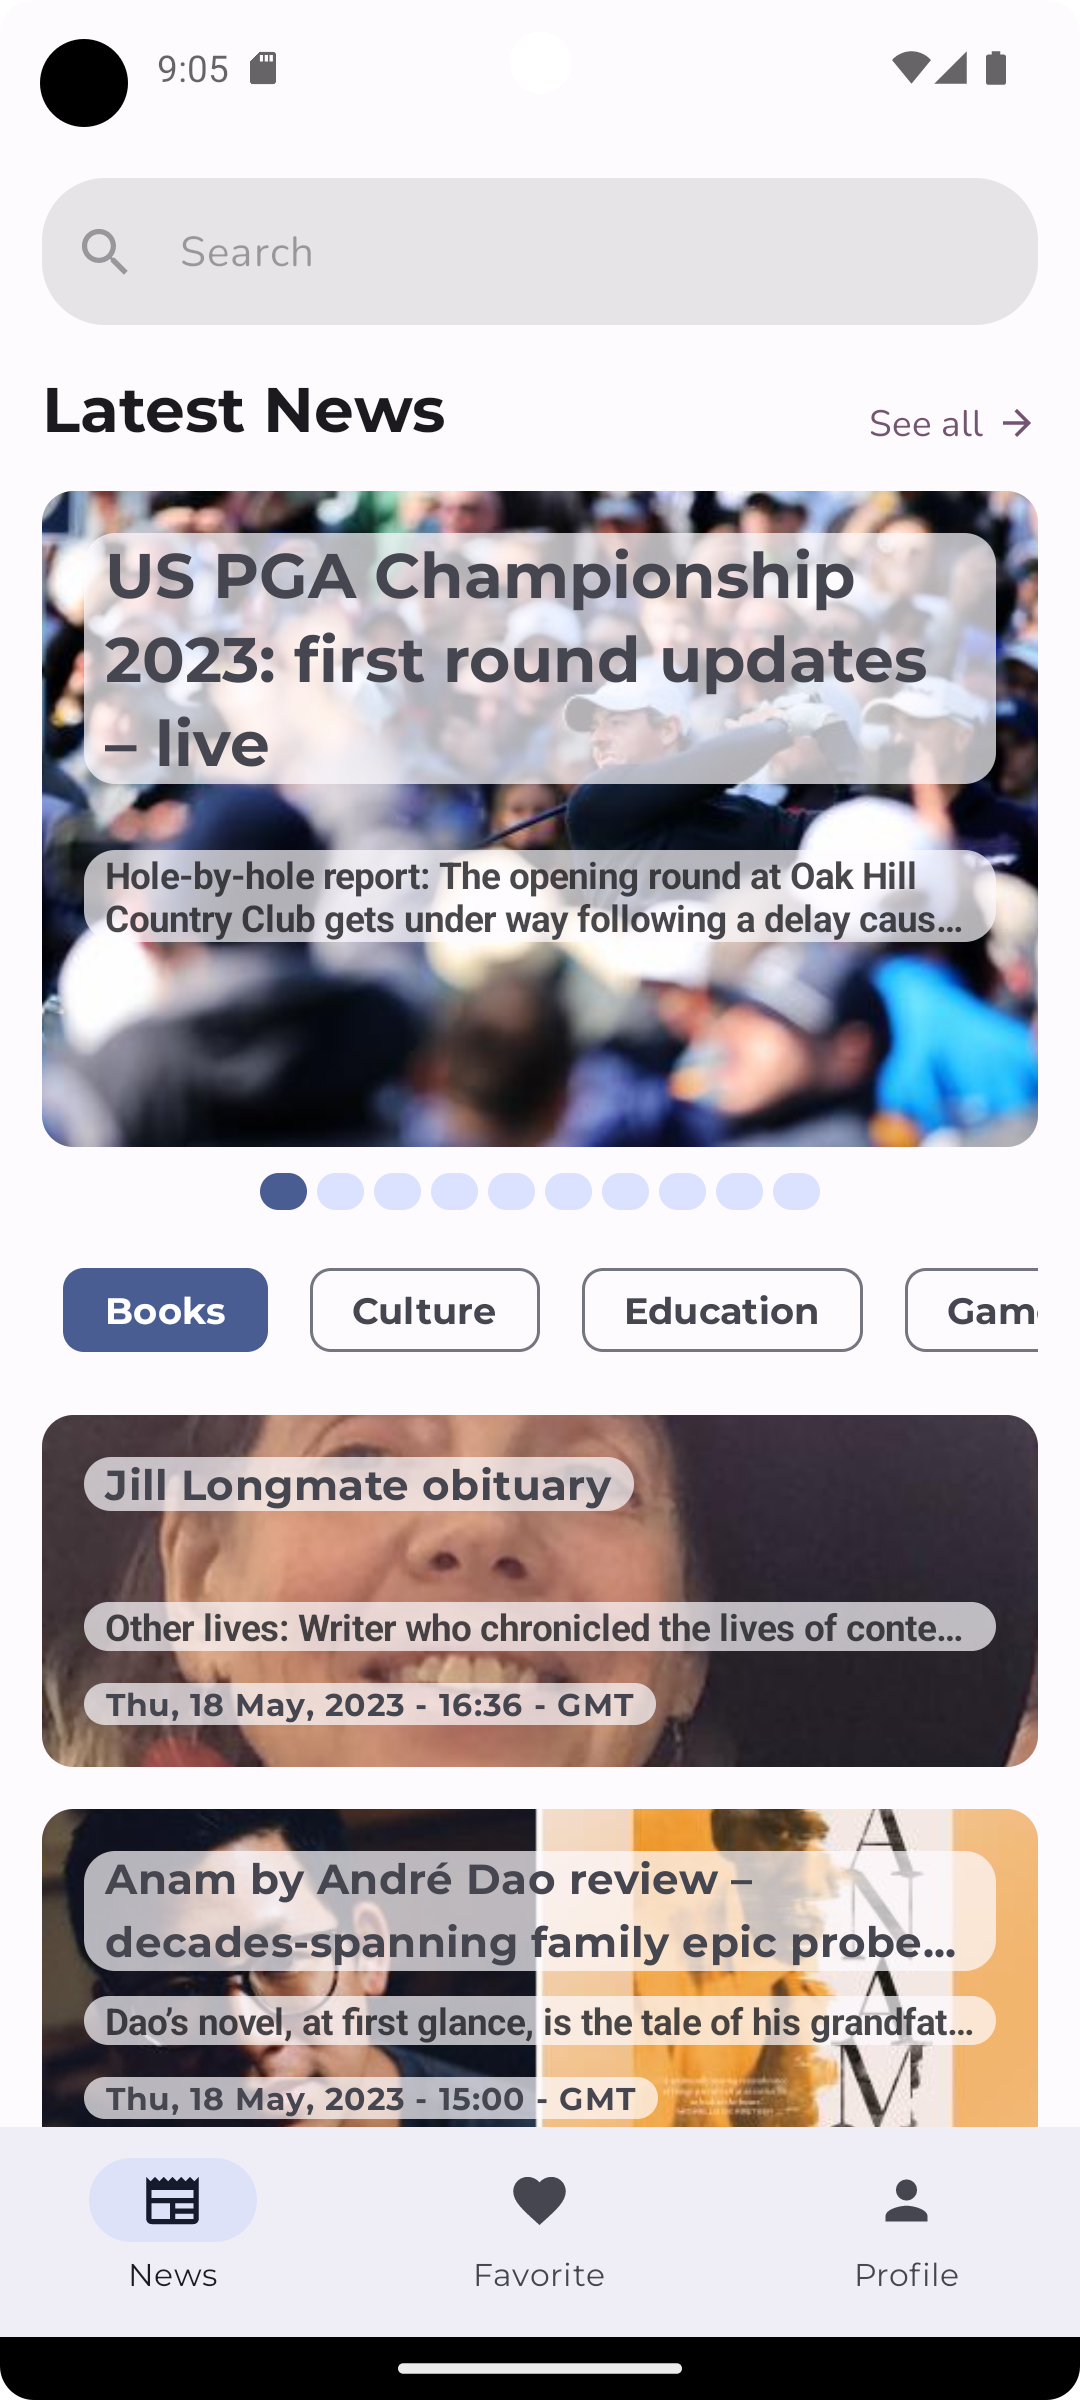 9:05
Search
Latest News
See all
US PGA Championship
2023: first round updates
– live
Hole-by-hole report: The opening round at Oak Hill
Country Club gets under way following a delay caus...
Books
Culture
Education
Jill Longmate obituary
Other lives: Writer who chronicled the lives of conte...
Thu, 18 May, 2023 - 16:36 - GMT
Anam by André Dao review –
decades-spanning family epic probe...
Dao’s novel, at first glance, is the tale of his grandfat...
Thu, 18 May, 2023 - 15:00 - GMT
A
N
A
M
News
Favorite
Profile